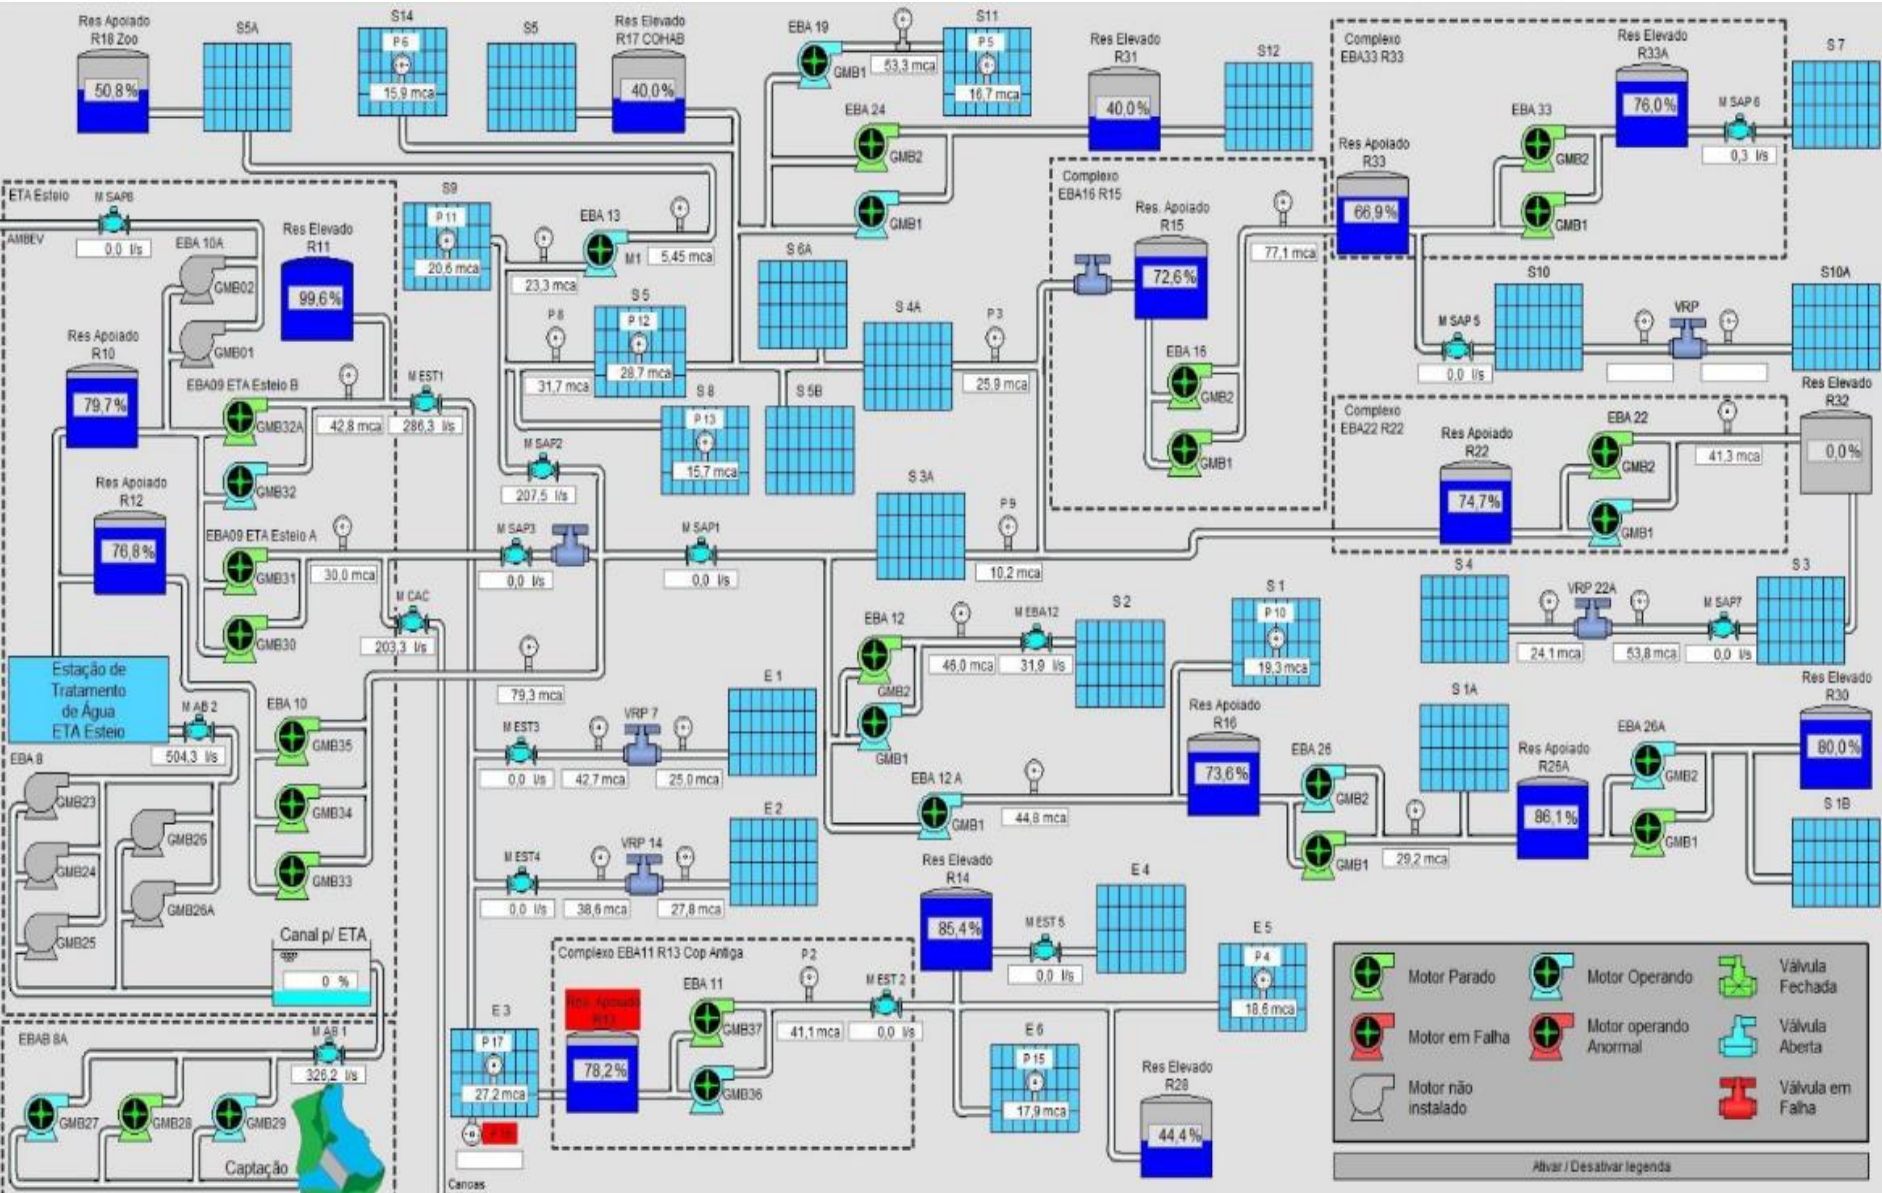 Res Apoiado
R18 Zoo
50,8 %
S5A
S14
P 6
15,9 mca
S5
Res Elevado
R17 COHAB
40,0 %
EBA 19
GMB1
53,3 mca
S11
P 5
16,7 mca
EBA 24
GMB2
GMB1
Res Elevado
R31
40,0 %
S12
Complexo
EBA33 R33
Res Elevado
R33A
76,0 %
EBA 33
GMB2
GMB1
M SAP 6
0,3 l/s
S 7
Res Apoiado
R33
66,9 %
ETA Esteio
M SAP8
AMBEV
0,0 l/s
EBA 10A
GMB02
GMB01
Res Elevado
R11
99,6 %
S9
P 11
20,6 mca
EBA 13
M1
5,45 mca
23,3 mca
Complexo
EBA16 R15
Res. Apoiado
R15
72,6 %
EBA 16
GMB2
GMB1
77,1 mca
S 6A
S 4A
P 3
25,9 mca
S10
M SAP 5
0,0 l/s
VRP
S10A
Res Apoiado
R10
79,7 %
EBA09 ETA Esteio B
GMB32A
GMB32
42,8 mca
M EST1
286,3 l/s
P 8
31,7 mca
S 5
P 12
28,7 mca
S 8
P 13
15,7 mca
S 5B
Res Apoiado
R12
76,8 %
EBA09 ETA Esteio A
GMB31
GMB30
30,0 mca
M CAC
203,3 l/s
M SAP2
207,5 l/s
M SAP3
0,0 l/s
M SAP1
0,0 l/s
S 3A
P 9
10,2 mca
Complexo
EBA22 R22
Res Apoiado
R22
74,7 %
EBA 22
GMB2
GMB1
41,3 mca
Res Elevado
R32
0,0 %
S 4
VRP 22A
24,1 mca
53,8 mca
M SAP7
0,0 l/s
S 3
Estação de
Tratamento
de Água
ETA Esteio
M AB 2
504,3 l/s
EBA 10
GMB35
GMB34
GMB33
79,3 mca
EBA 12
GMB2
GMB1
46,0 mca
M EBA12
31,9 l/s
S 2
S 1
P 10
19,3 mca
EBA 8
GMB23
GMB24
GMB25
GMB26
GMB26A
M EST3
0,0 l/s
VRP 7
42,7 mca
25,0 mca
E 1
EBA 12 A
GMB1
44,8 mca
Res Apoiado
R16
73,6 %
EBA 26
GMB2
GMB1
29,2 mca
S 1A
Res Apoiado
R26A
86,1 %
EBA 26A
GMB2
GMB1
Res Elevado
R30
80,0 %
S 1B
M EST4
0,0 l/s
VRP 14
38,6 mca
27,8 mca
E 2
Canal p/ ETA
0 %
Res Elevado
R14
85,4 %
M EST 5
0,0 l/s
E 4
E 5
P 4
18,6 mca
Complexo EBA11 R13 Cop Antiga
Res. Apoiado
R13
78,2 %
EBA 11
GMB37
GMB36
P 2
41,1 mca
M EST 2
0,0 l/s
E 3
P 17
27,2 mca
Canoas
E 6
P 15
17,9 mca
Res Elevado
R28
44,4 %
EBAB 8A
M AB 1
326,2 l/s
GMB27
GMB28
GMB29
Captação
Motor Parado
Motor Operando
Válvula
Fechada
Motor em Falha
Motor operando
Anormal
Válvula
Aberta
Motor não
instalado
Válvula em
Falha
Ativar / Desativar legenda